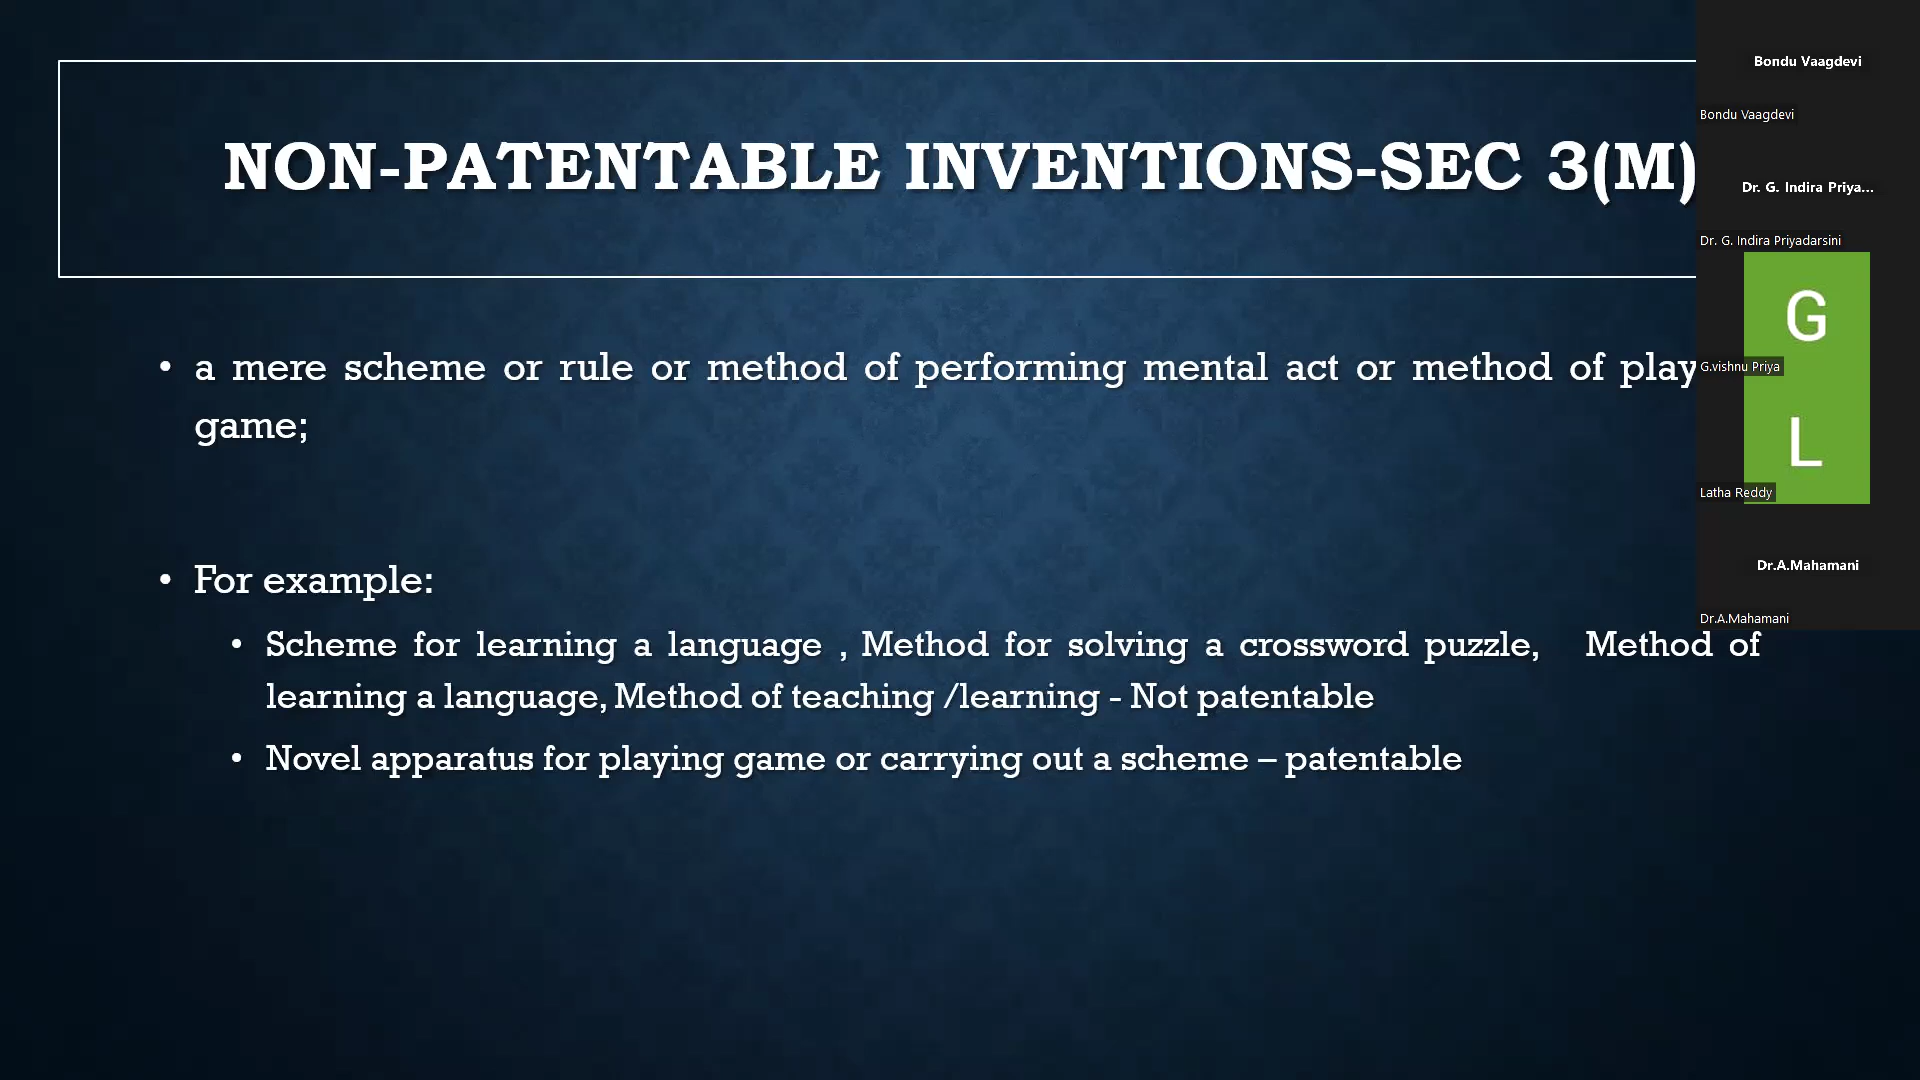 NON-PATENTABLE INVENTIONS-SEC 3(M)
• a mere scheme or rule or method of performing mental act or method of play
game;
• For example:
• Scheme for learning a language , Method for solving a crossword puzzle, Method of
learning a language, Method of teaching /learning - Not patentable
• Novel apparatus for playing game or carrying out a scheme – patentable
Bondu Vaagdevi
Bondu Vaagdevi
Dr. G. Indira Priya...
Dr. G. Indira Priyadarsini
G
G.vishnu Priya
L
Latha Reddy
Dr.A.Mahamani
Dr.A.Mahamani